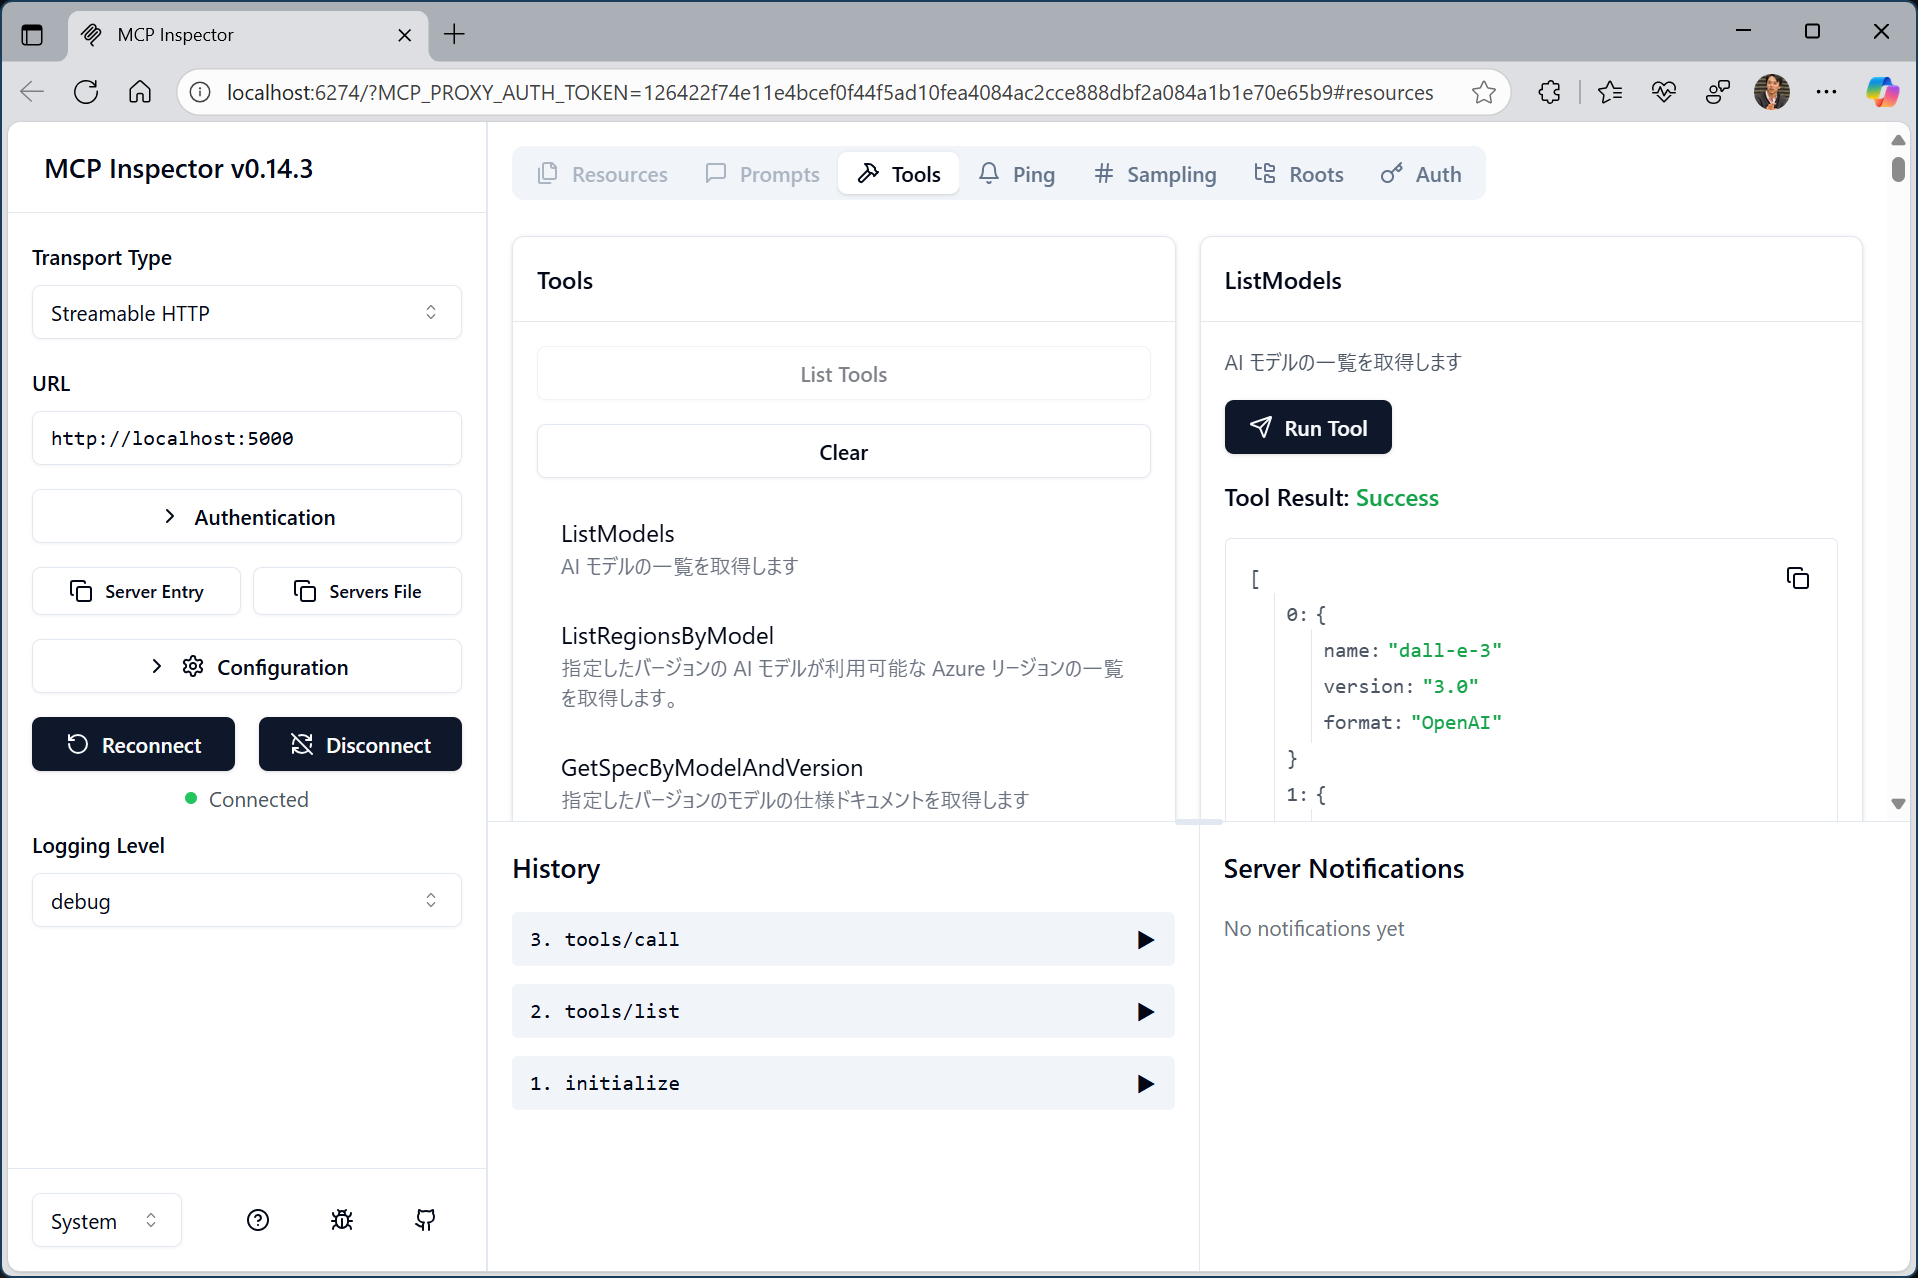 MCP Inspector
localhost:6274/?MCP_PROXY_AUTH_TOKEN=126422f74e11e4bcef0f44f5ad10fea4084ac2cce888dbf2a084a1b1e70e65b9#resources
MCP Inspector v0.14.3
Transport Type
Streamable HTTP
URL
http://localhost:5000
Authentication
Server Entry
Servers File
Configuration
Reconnect
Disconnect
Connected
Logging Level
debug
System
Resources
Prompts
Tools
Ping
Sampling
Roots
Auth
Tools
List Tools
Clear
ListModels
AI モデルの一覧を取得します
ListRegionsByModel
指定したバージョンの AI モデルが利用可能な Azure リージョンの一覧
を取得します。
GetSpecByModelAndVersion
指定したバージョンのモデルの仕様ドキュメントを取得します
ListModels
AI モデルの一覧を取得します
Run Tool
Tool Result: Success
[
0: {
name: "dall-e-3"
version: "3.0"
format: "OpenAI"
}
1: {
History
3. tools/call
2. tools/list
1. initialize
Server Notifications
No notifications yet